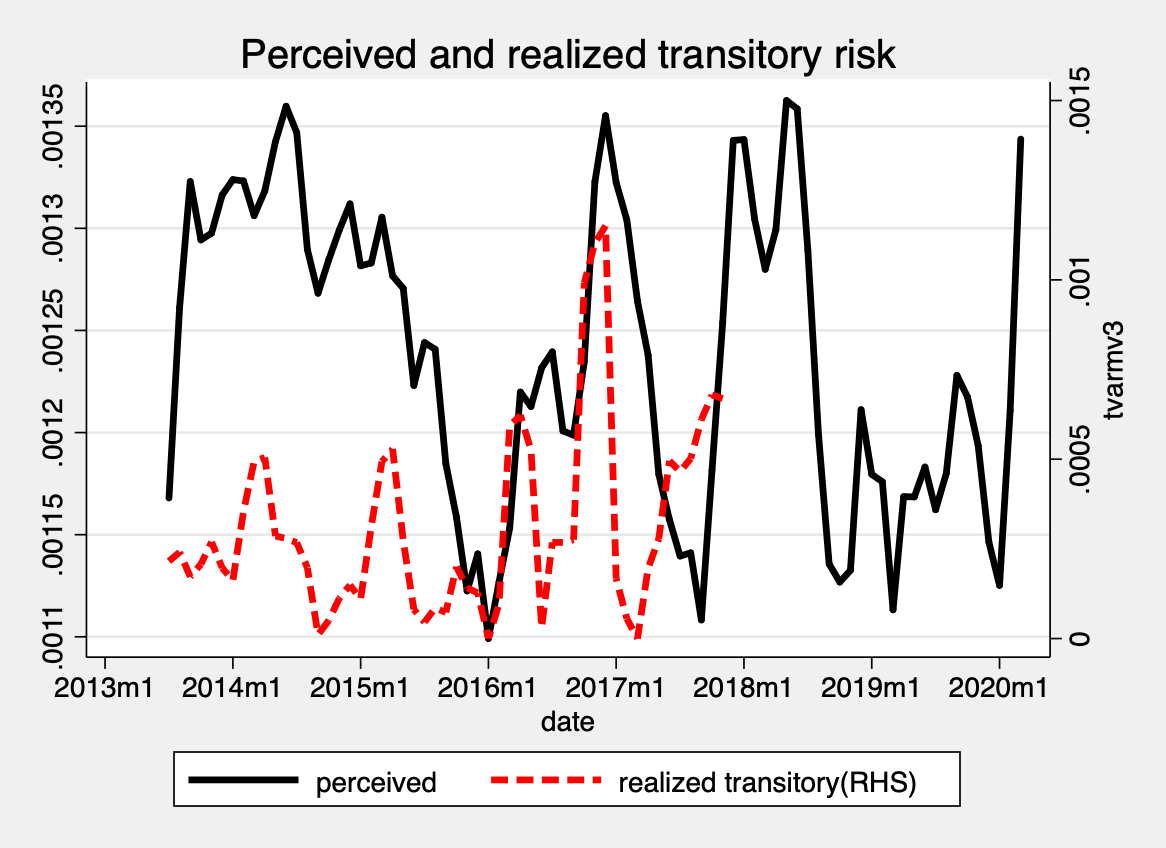 Perceived and realized transitory risk
.00135
.0013
.00125
.0012
.00115
.0011
.0015
.001
.0005
0
tvarmv3
2013m1 2014m1 2015m1 2016m1 2017m1 2018m1 2019m1 2020m1
date
perceived realized transitory(RHS)